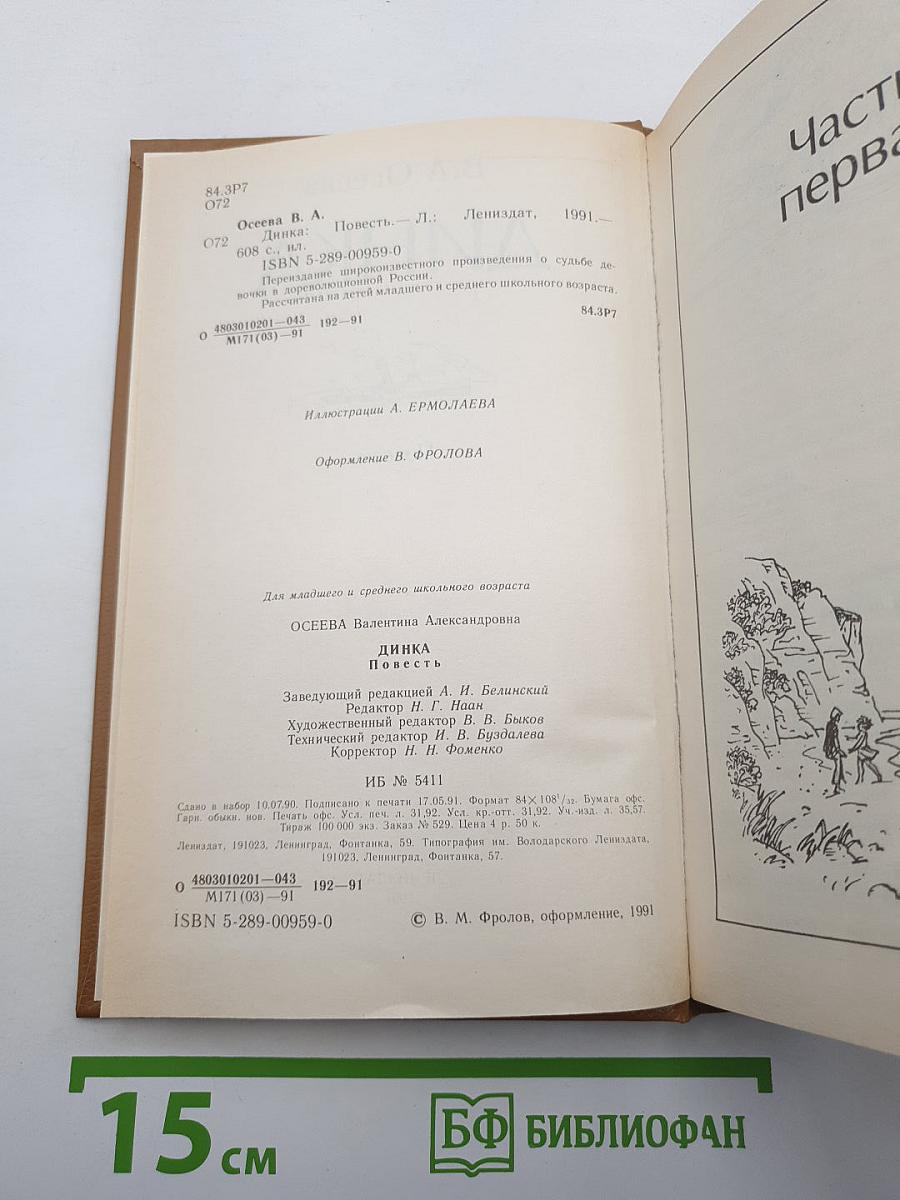 84.3Р7
О72
Осеева В. А.
О72 Динка: Повесть.— Л.: Лениздат, 1991.—
608 с., ил.
ISBN 5-289-00959-0
Переиздание широкоизвестного произведения о судьбе де-
вочки в дореволюционной России.
Рассчитана на детей младшего и среднего школьного возраста.
О 4803010201—043 192—91 84.3Р7
М171(03)—91
Иллюстрации А. ЕРМОЛАЕВА
Оформление В. ФРОЛОВА
Для младшего и среднего школьного возраста
ОСЕЕВА Валентина Александровна
ДИНКА
Повесть
Заведующий редакцией А. И. Белинский
Редактор Н. Г. Наан
Художественный редактор В. В. Быков
Технический редактор И. В. Буздалева
Корректор Н. Н. Фоменко
ИБ № 5411
Сдано в набор 10.07.90. Подписано к печати 17.05.91. Формат 84×108¹/₃₂. Бумага офс.
Гарн. обыкн. нов. Печать офс. Усл. печ. л. 31,92. Усл. кр.-отт. 31,92. Уч.-изд. л. 35,57.
Тираж 100 000 экз. Заказ № 529. Цена 4 р. 50 к.
Лениздат, 191023, Ленинград, Фонтанка, 59. Типография им. Володарского Лениздата,
191023, Ленинград, Фонтанка, 57.
О 4803010201—043 192—91
М171(03)—91
ISBN 5-289-00959-0
© В. М. Фролов, оформление, 1991
Часть
перва
15 см
БФ БИБЛИОФАН